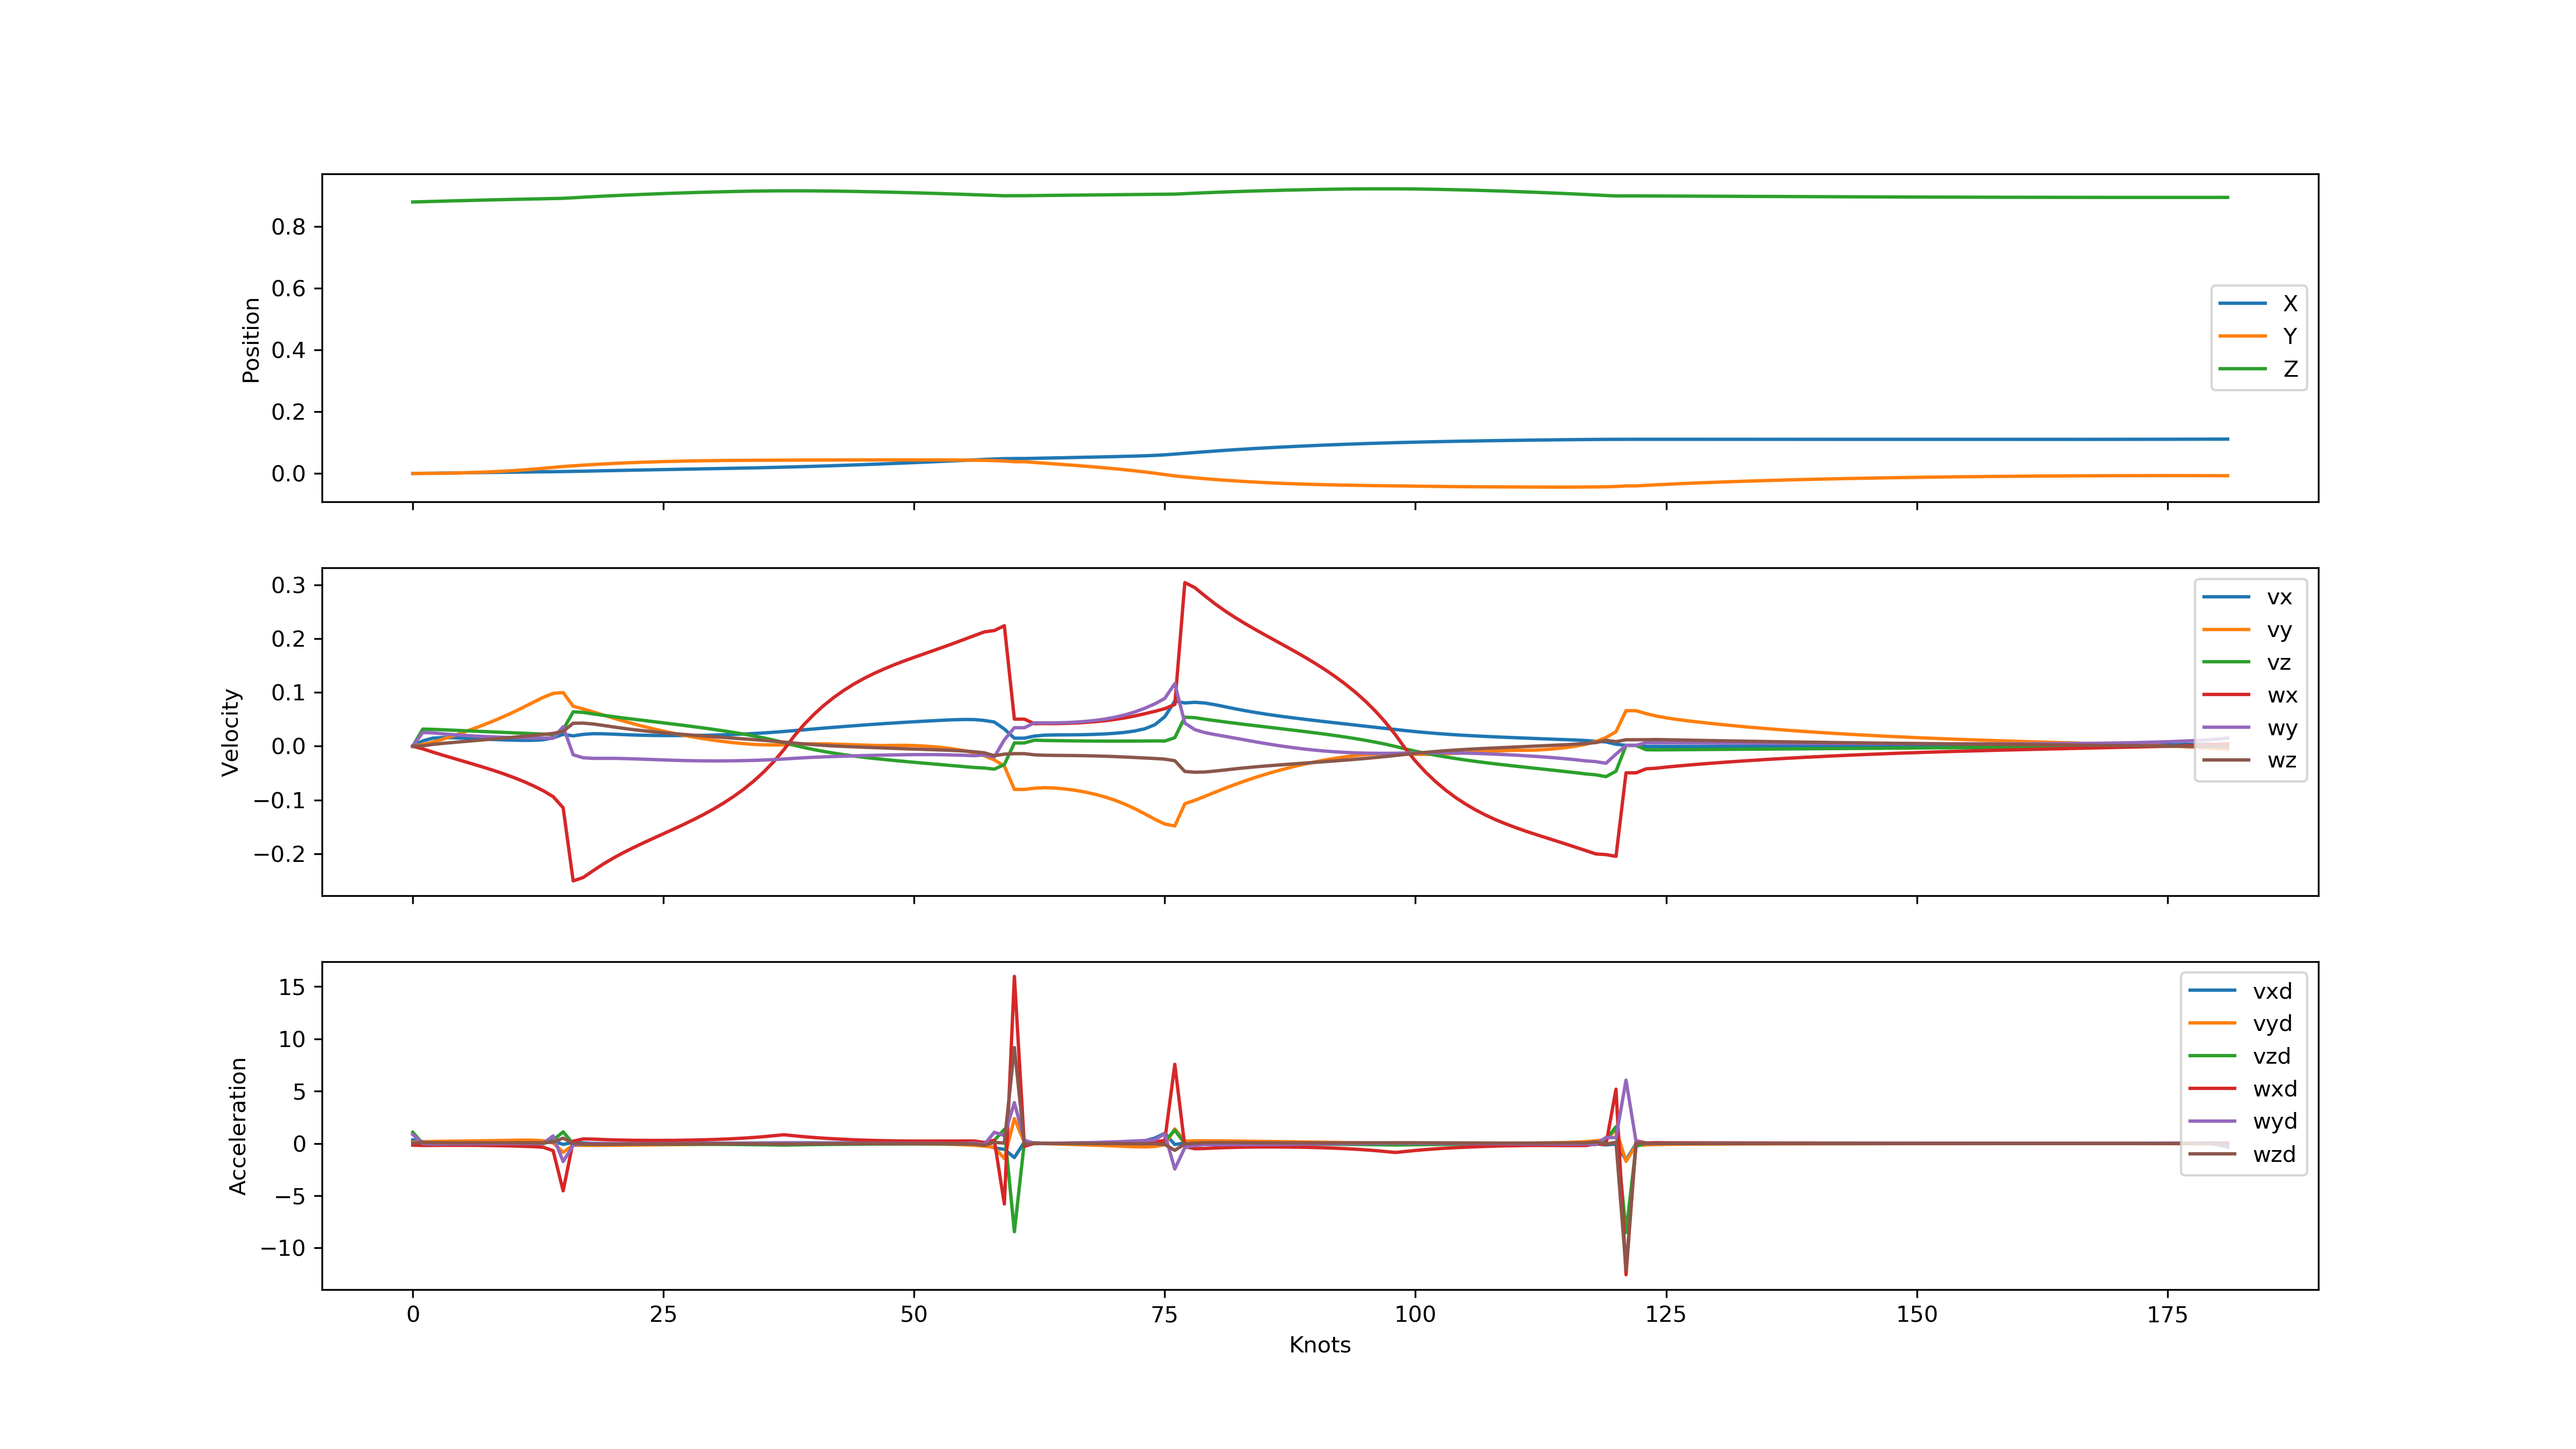 Position
0.8
0.6
0.4
0.2
0.0
X
Y
Z
Velocity
0.3
0.2
0.1
0.0
−0.1
−0.2
vx
vy
vz
wx
wy
wz
Acceleration
15
10
5
0
−5
−10
vxd
vyd
vzd
wxd
wyd
wzd
0 25 50 75 100 125 150 175
Knots